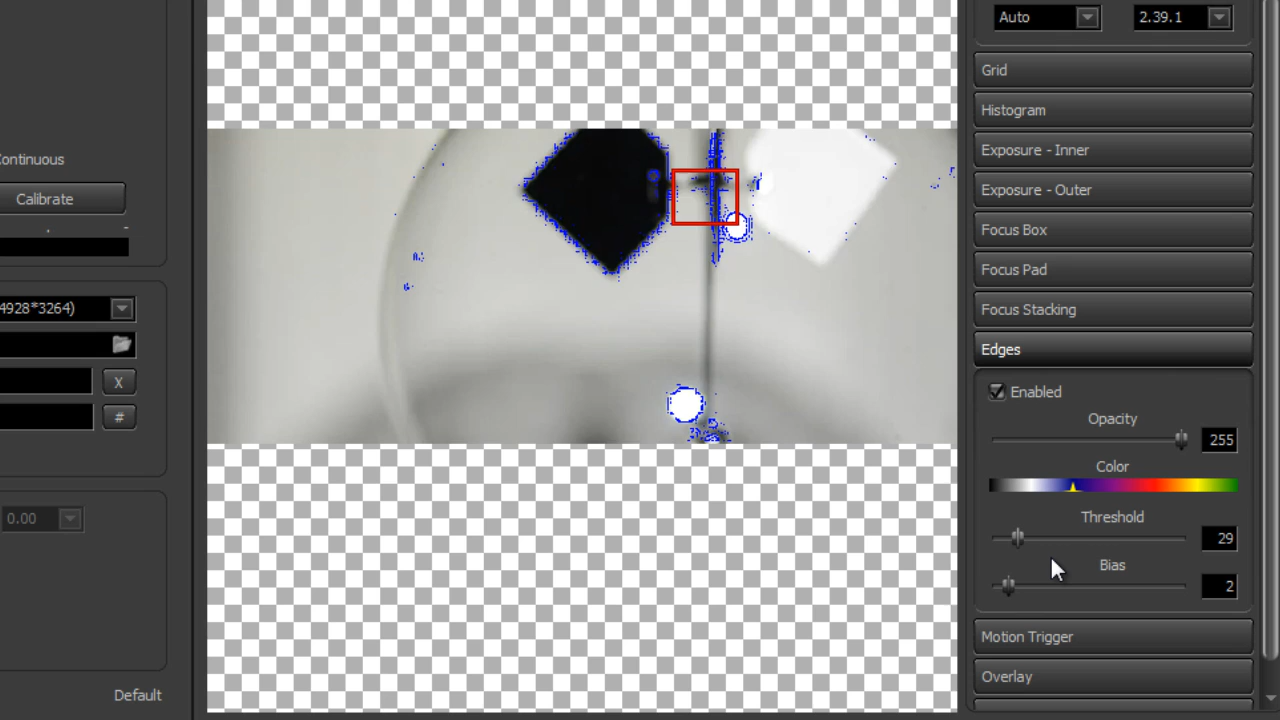 Auto
2.39.1
Grid
Histogram
Continuous
Exposure - Inner
Calibrate
Exposure - Outer
Focus Box
Focus Pad
4928*3264)
Focus Stacking
Edges
X
Enabled
#
Opacity
255
Color
0.00
Threshold
29
Bias
2
Motion Trigger
Overlay
Default